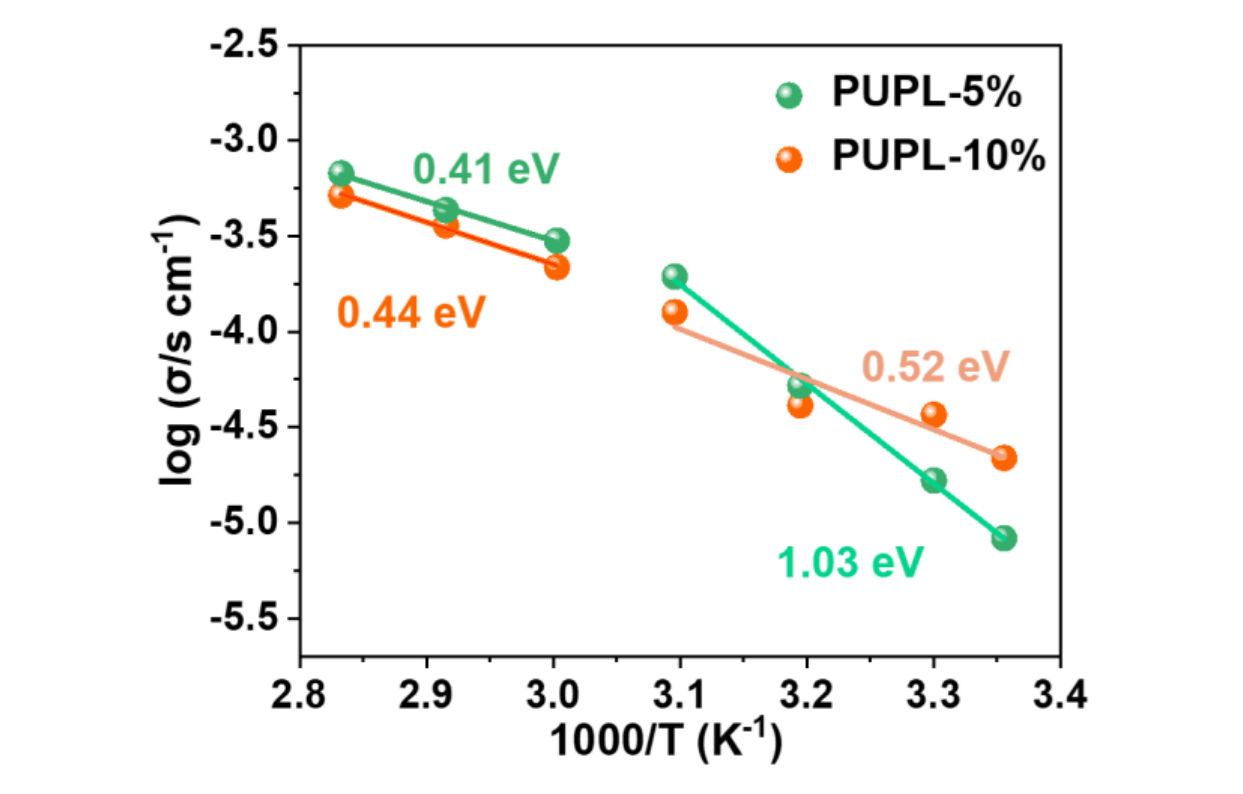 -2.5
-3.0
-3.5
-4.0
-4.5
-5.0
-5.5
log (σ/s cm⁻¹)
PUPL-5%
PUPL-10%
0.41 eV
0.44 eV
0.52 eV
1.03 eV
2.8 2.9 3.0 3.1 3.2 3.3 3.4
1000/T (K⁻¹)